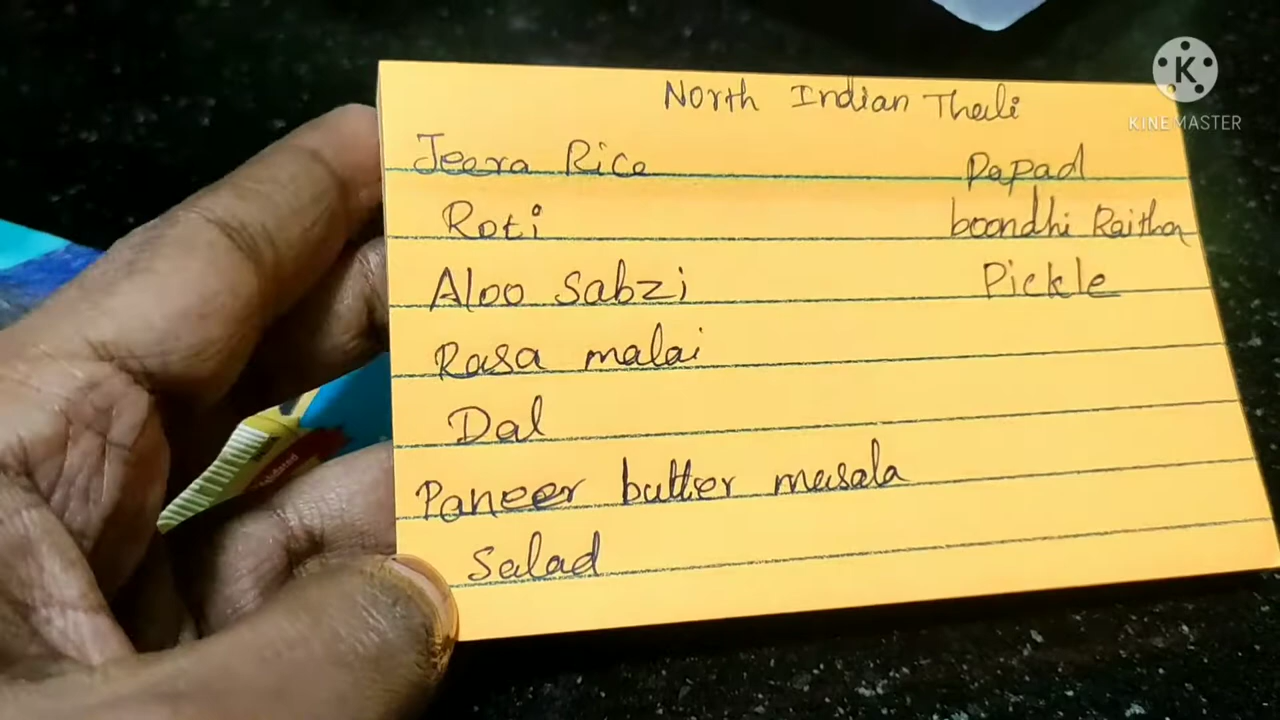 North Indian Thali
Jeera Rice
Roti
Aloo Sabzi
Rasa malai
Dal
Paneer butter masala
Salad
Papad
boondhi Raitha
Pickle
KINEMASTER